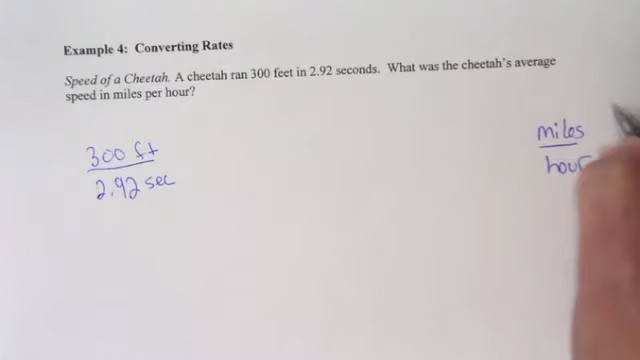 Example 4: Converting Rates
Speed of a Cheetah. A cheetah ran 300 feet in 2.92 seconds. What was the cheetah's average
speed in miles per hour?
300 ft
2.92 sec
miles
hour